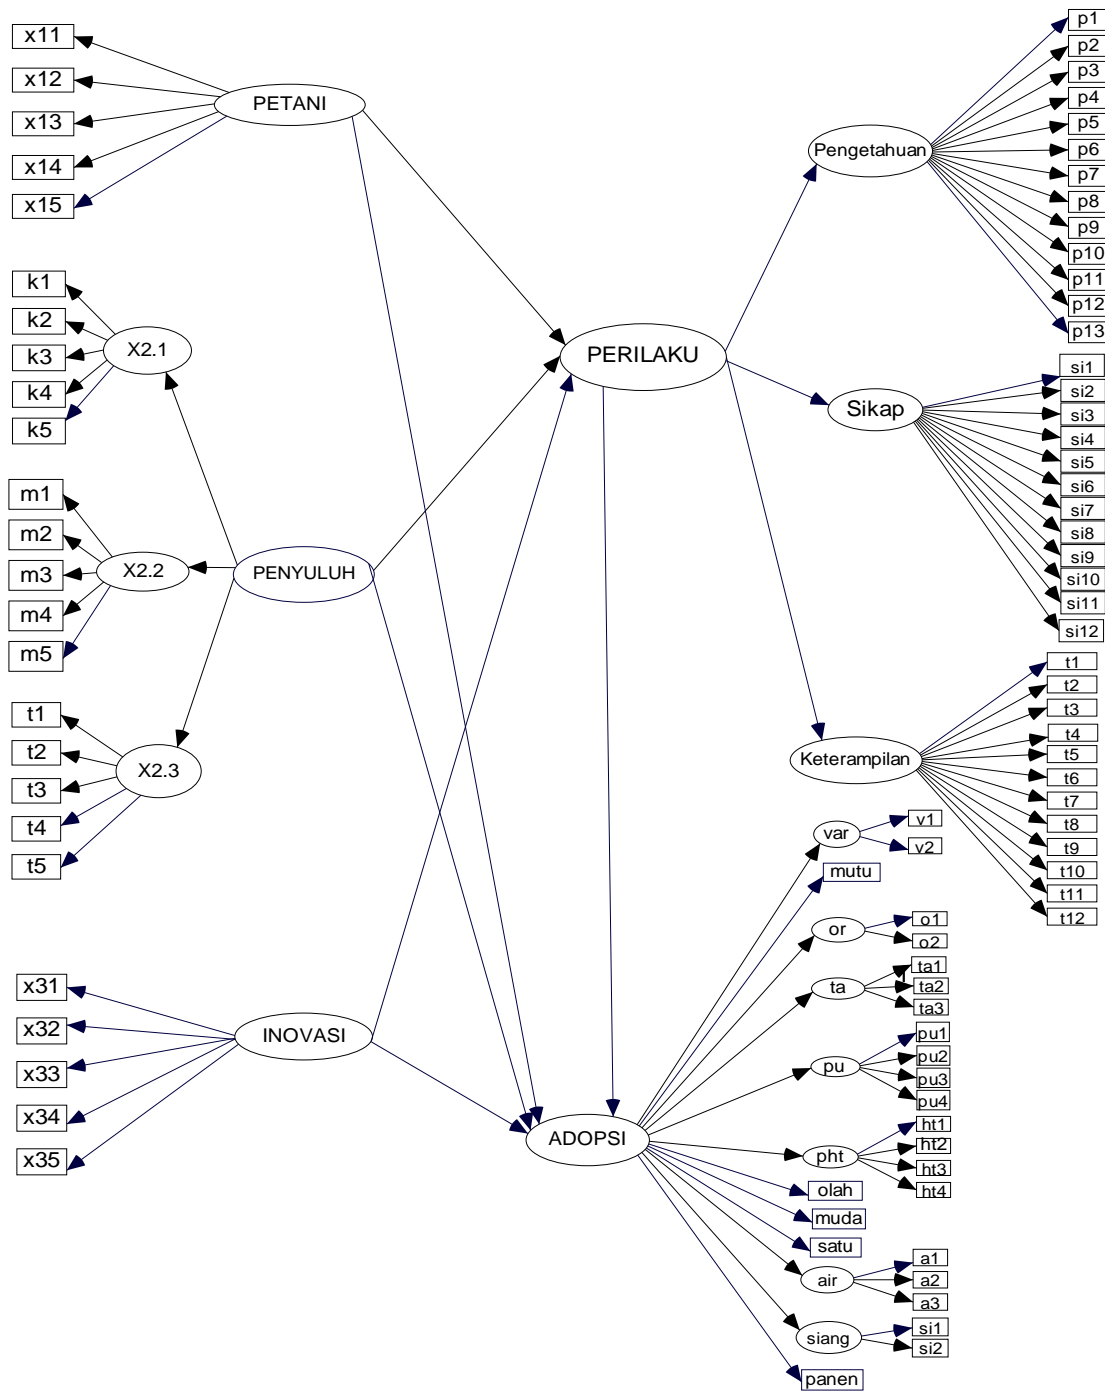 x11
x12
x13
x14
x15
PETANI
k1
k2
k3
k4
k5
X2.1
m1
m2
m3
m4
m5
X2.2
PENYULUH
t1
t2
t3
t4
t5
X2.3
x31
x32
x33
x34
x35
INOVASI
PERILAKU
ADOPSI
Pengetahuan
p1
p2
p3
p4
p5
p6
p7
p8
p9
p10
p11
p12
p13
Sikap
si1
si2
si3
si4
si5
si6
si7
si8
si9
si10
si11
si12
Keterampilan
t1
t2
t3
t4
t5
t6
t7
t8
t9
t10
t11
t12
var
v1
v2
mutu
or
o1
o2
ta
ta1
ta2
ta3
pu
pu1
pu2
pu3
pu4
pht
ht1
ht2
ht3
ht4
olah
muda
satu
air
a1
a2
a3
siang
si1
si2
panen